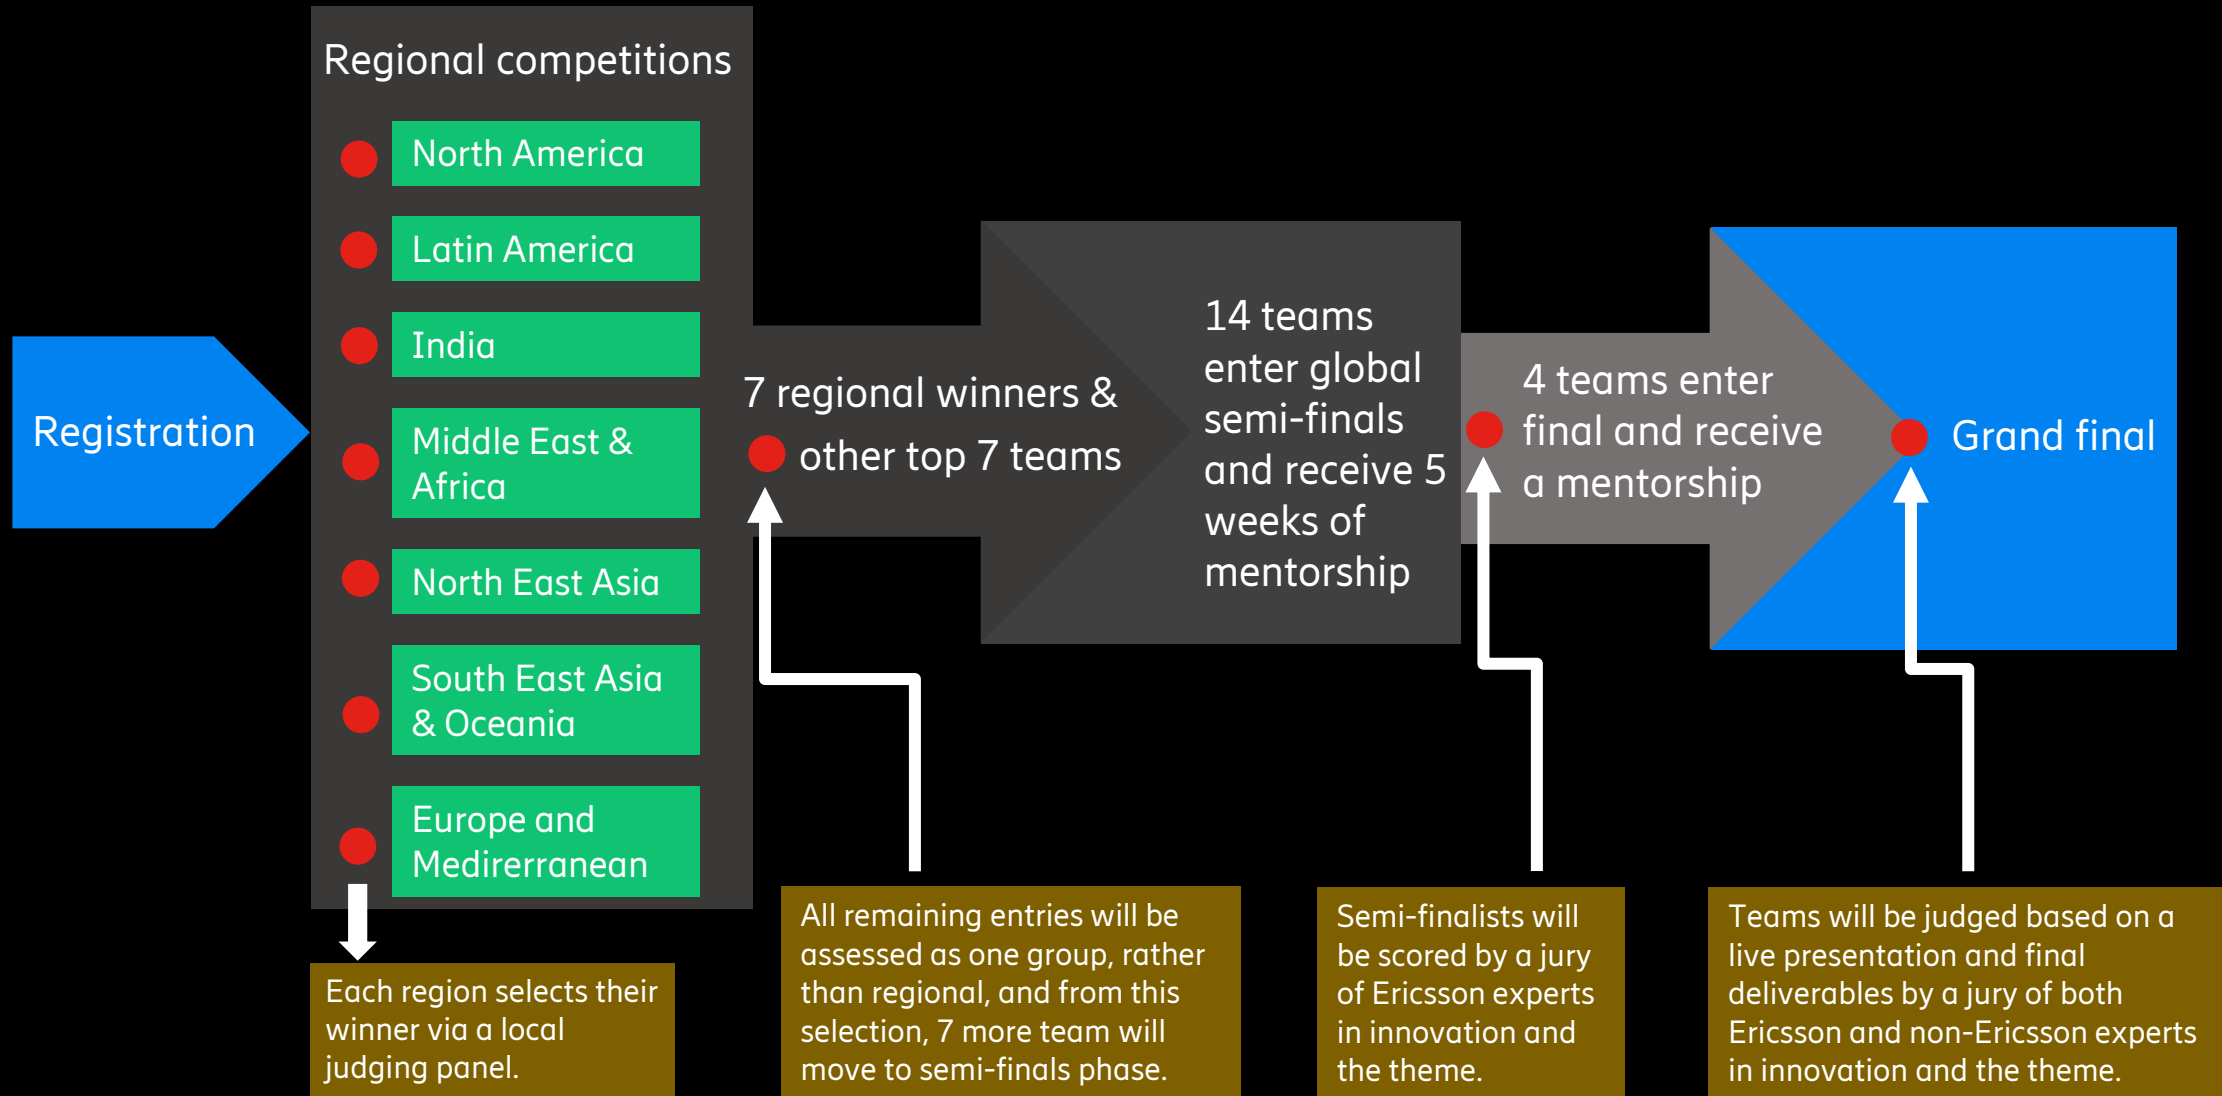 Registration
Regional competitions
North America
Latin America
India
Middle East &
Africa
North East Asia
South East Asia
& Oceania
Europe and
Medirerranean
7 regional winners &
other top 7 teams
14 teams
enter global
semi-finals
and receive 5
weeks of
mentorship
4 teams enter
final and receive
a mentorship
Grand final
Each region selects their
winner via a local
judging panel.
All remaining entries will be
assessed as one group, rather
than regional, and from this
selection, 7 more team will
move to semi-finals phase.
Semi-finalists will
be scored by a jury
of Ericsson experts
in innovation and
the theme.
Teams will be judged based on a
live presentation and final
deliverables by a jury of both
Ericsson and non-Ericsson experts
in innovation and the theme.